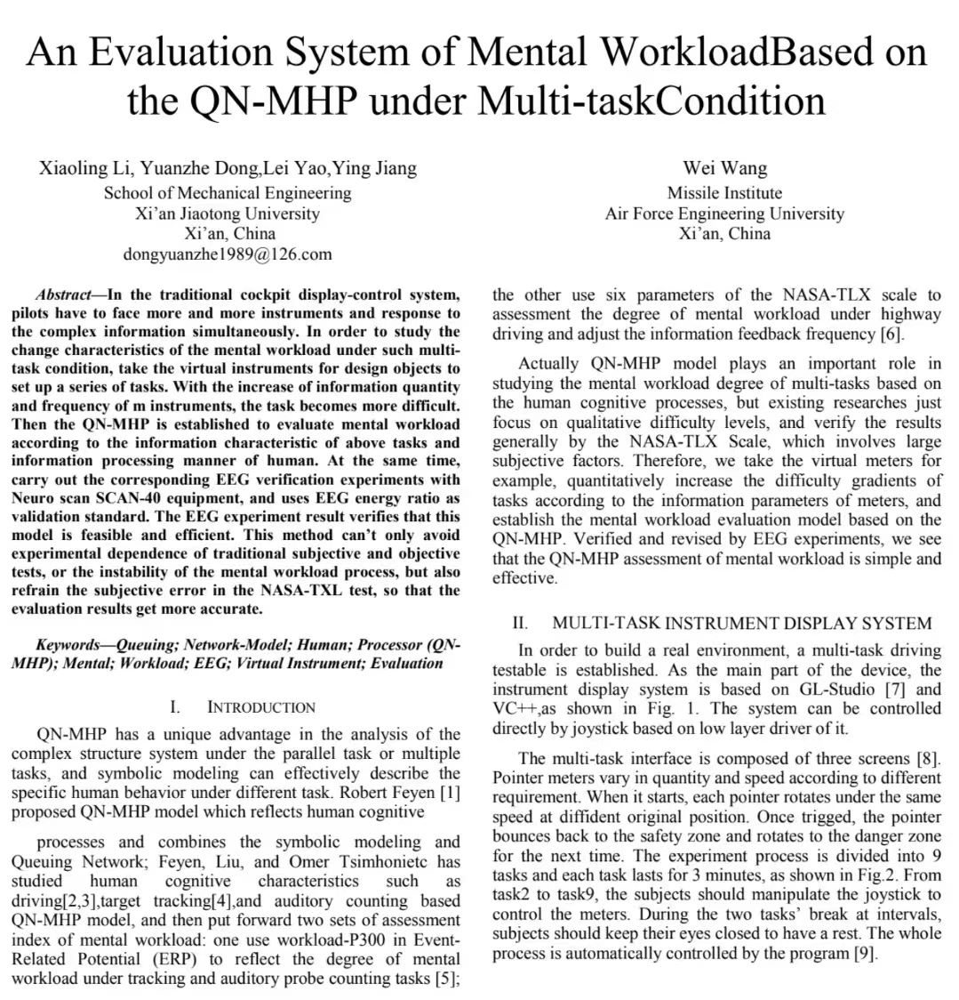 An Evaluation System of Mental WorkloadBased on
the QN-MHP under Multi-taskCondition
Xiaoling Li, Yuanzhe Dong,Lei Yao,Ying Jiang
School of Mechanical Engineering
Xi'an Jiaotong University
Xi'an, China
dongyuanzhe1989@126.com
Wei Wang
Missile Institute
Air Force Engineering University
Xi'an, China
Abstract—In the traditional cockpit display-control system,
pilots have to face more and more instruments and response to
the complex information simultaneously. In order to study the
change characteristics of the mental workload under such multi-
task condition, take the virtual instruments for design objects to
set up a series of tasks. With the increase of information quantity
and frequency of m instruments, the task becomes more difficult.
Then the QN-MHP is established to evaluate mental workload
according to the information characteristic of above tasks and
information processing manner of human. At the same time,
carry out the corresponding EEG verification experiments with
Neuro scan SCAN-40 equipment, and uses EEG energy ratio as
validation standard. The EEG experiment result verifies that this
model is feasible and efficient. This method can't only avoid
experimental dependence of traditional subjective and objective
tests, or the instability of the mental workload process, but also
refrain the subjective error in the NASA-TXL test, so that the
evaluation results get more accurate.
Keywords—Queuing; Network-Model; Human; Processor (QN-
MHP); Mental; Workload; EEG; Virtual Instrument; Evaluation
I. INTRODUCTION
QN-MHP has a unique advantage in the analysis of the
complex structure system under the parallel task or multiple
tasks, and symbolic modeling can effectively describe the
specific human behavior under different task. Robert Feyen [1]
proposed QN-MHP model which reflects human cognitive
processes and combines the symbolic modeling and
Queuing Network; Feyen, Liu, and Omer Tsimhonietc has
studied human cognitive characteristics such as
driving[2,3],target tracking[4],and auditory counting based
QN-MHP model, and then put forward two sets of assessment
index of mental workload: one use workload-P300 in Event-
Related Potential (ERP) to reflect the degree of mental
workload under tracking and auditory probe counting tasks [5];
the other use six parameters of the NASA-TLX scale to
assessment the degree of mental workload under highway
driving and adjust the information feedback frequency [6].
Actually QN-MHP model plays an important role in
studying the mental workload degree of multi-tasks based on
the human cognitive processes, but existing researches just
focus on qualitative difficulty levels, and verify the results
generally by the NASA-TLX Scale, which involves large
subjective factors. Therefore, we take the virtual meters for
example, quantitatively increase the difficulty gradients of
tasks according to the information parameters of meters, and
establish the mental workload evaluation model based on the
QN-MHP. Verified and revised by EEG experiments, we see
that the QN-MHP assessment of mental workload is simple and
effective.
II. MULTI-TASK INSTRUMENT DISPLAY SYSTEM
In order to build a real environment, a multi-task driving
testable is established. As the main part of the device, the
instrument display system is based on GL-Studio [7] and
VC++,as shown in Fig. 1. The system can be controlled
directly by joystick based on low layer driver of it.
The multi-task interface is composed of three screens [8].
Pointer meters vary in quantity and speed according to different
requirement. When it starts, each pointer rotates under the same
speed at diffident original position. Once trigged, the pointer
bounces back to the safety zone and rotates to the danger zone
for the next time. The experiment process is divided into 9
tasks and each task lasts for 3 minutes, as shown in Fig.2. From
task2 to task9, the subjects should manipulate the joystick to
control the meters. During the two tasks' break at intervals,
subjects should keep their eyes closed to have a rest. The whole
process is automatically controlled by the program [9].